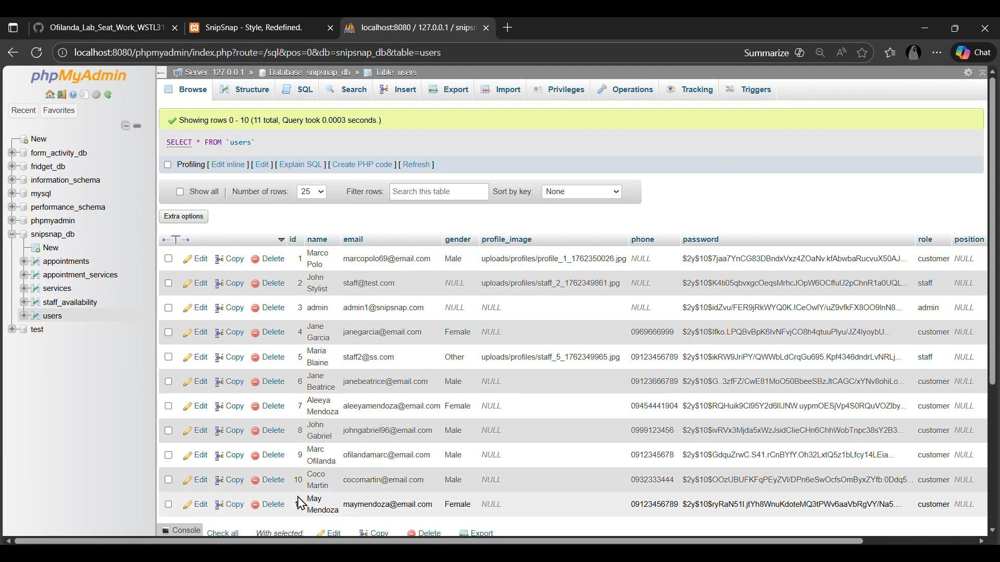 Ofilanda_Lab_Seat_Work_WSTL31
SnipSnap - Style, Redefined.
localhost:8080 / 127.0.0.1 / snips
localhost:8080/phpmyadmin/index.php?route=/sql&pos=0&db=snipsnap_db&table=users
Summarize
Chat
phpMyAdmin
Recent Favorites
New
form_activity_db
fridget_db
information_schema
mysql
performance_schema
phpmyadmin
snipsnap_db
New
appointments
appointment_services
services
staff_availability
users
test
Server: 127.0.0.1 » Database: snipsnap_db » Table: users
Browse Structure SQL Search Insert Export Import Privileges Operations Tracking Triggers
Showing rows 0 - 10 (11 total, Query took 0.0003 seconds.)
SELECT * FROM `users`
Profiling [ Edit inline ] [ Edit ] [ Explain SQL ] [ Create PHP code ] [ Refresh ]
Show all Number of rows: 25 Filter rows: Search this table Sort by key: None
Extra options
id name email gender profile_image phone password role position
Edit Copy Delete 1 Marco Polo marcopolo69@email.com Male uploads/profiles/profile_1_1762350026.jpg NULL $2y$10$7jaa7YnCG83DBndxVxz4ZOaNv.kfAbwbaRucvuX50AJ... customer NULL
Edit Copy Delete 2 John Stylist staff@test.com NULL uploads/profiles/staff_2_1762349861.jpg NULL $2y$10$K4ti05qbvxgcOeqsMrhcJOpW6OCffuU2pChnR1a0UQL... staff NULL
Edit Copy Delete 3 admin admin1@snipsnap.com NULL NULL NULL $2y$10$idZvu/FER9jRkWYQ0K.ICeOwlY/uZ9vfkFX8OO9lnN8... admin NULL
Edit Copy Delete 4 Jane Garcia janegarcia@email.com Female NULL 0969666999 $2y$10$lfko.LPQBvBpK6IvNFvjCO8h4qtuuPlyu/JZ4lyoybU... customer NULL
Edit Copy Delete 5 Maria Blaine staff2@ss.com Other uploads/profiles/staff_5_1762349965.jpg 09123456789 $2y$10$ikRW9JriPY/QWWbLdCrqGu695.Kpf4346dndrLvNRLj... staff NULL
Edit Copy Delete 6 Jane Beatrice janebeatrice@email.com Male NULL 09123666789 $2y$10$G..3zfFZ/CwE81MoO50BbeeSBzJtCAGC/xYNv8ohiLo... customer NULL
Edit Copy Delete 7 Aleeya Mendoza aleeyamendoza@email.com Female NULL 09454441904 $2y$10$RQHuik9Cl95Y2d6lIJNW.uypmOESjVp4S0RQuVOZlby... customer NULL
Edit Copy Delete 8 John Gabriel johngabriel96@email.com Male NULL 0999123456 $2y$10$ivRVx3Mjda5xWzJsidClieCHn6ChhWobTnpc38sY2B3... customer NULL
Edit Copy Delete 9 Marc Ofilanda ofilandamarc@email.com Male NULL 0912345678 $2y$10$GdquZrwC.S41.rCnBYfY.Oh32LxtQ5z1bLfcy14LEia... customer NULL
Edit Copy Delete 10 Coco Martin cocomartin@email.com Male NULL 0932333444 $2y$10$OOzUBUFKFqPEyZVl/DPn6eSwOcfsOmByxZYfb.0Ddq5... customer NULL
Edit Copy Delete May Mendoza maymendoza@email.com Female NULL 09123456789 $2y$10$ryRaN51l.jtYh8WnuKdoteMQ3tPWv6aaVbRgVY/Na5.... customer NULL
Console Check all With selected: Edit Copy Delete Export